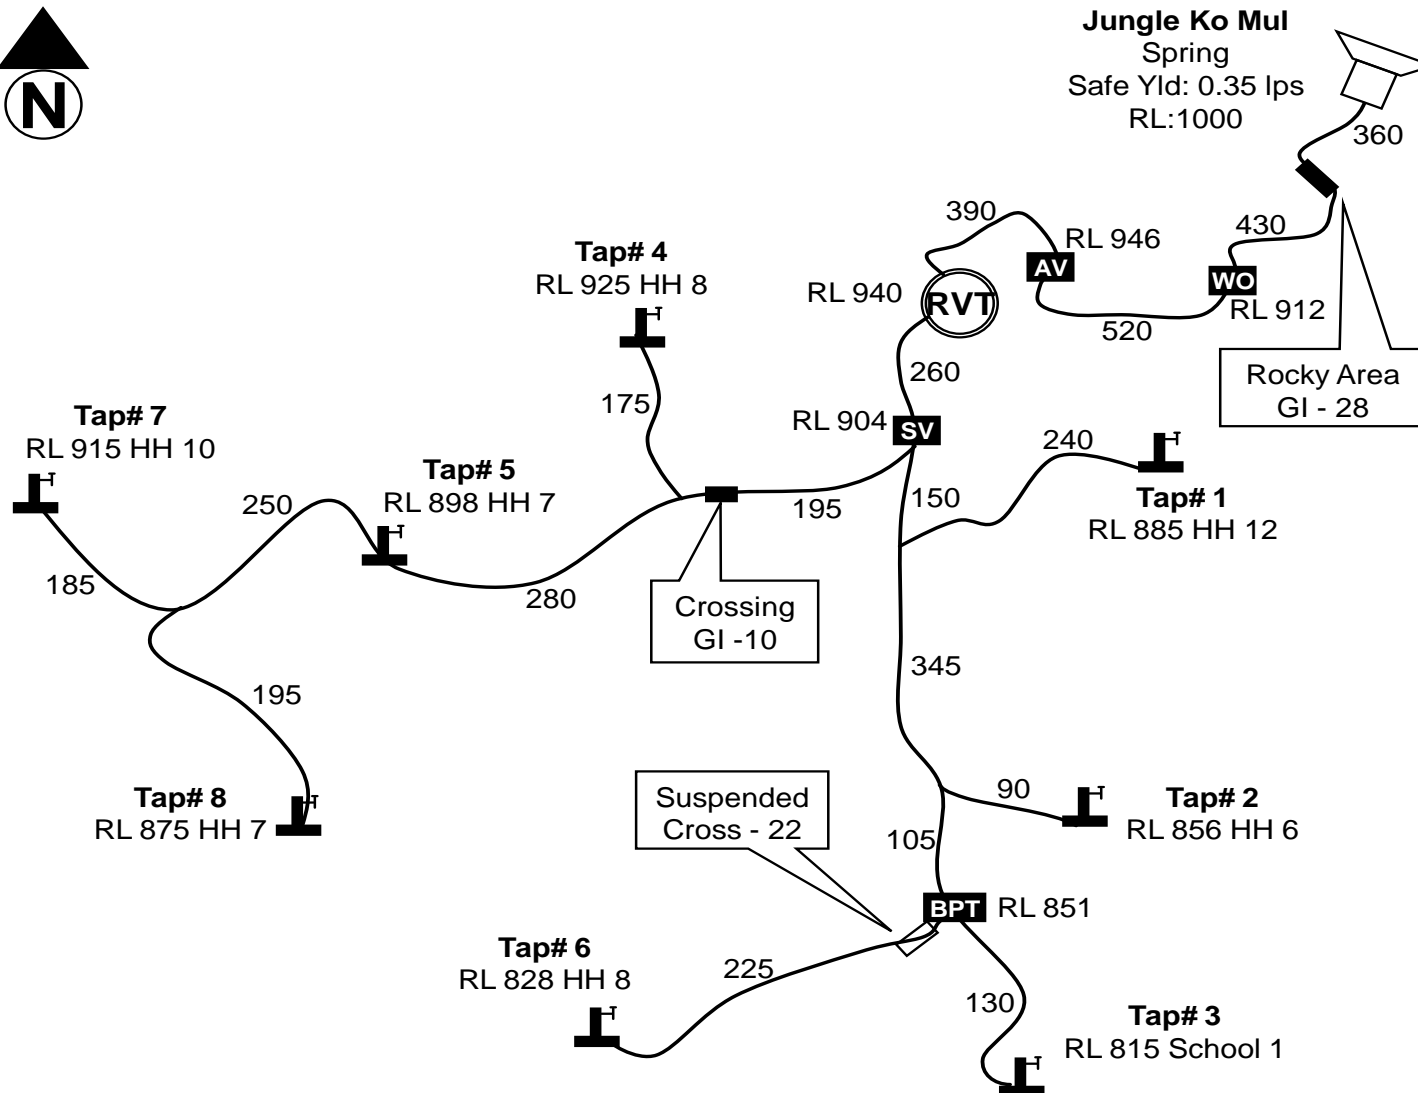 N
Jungle Ko Mul
Spring
Safe Yld: 0.35 lps
RL:1000
360
390
RL 946
430
AV
WO
RL 912
RL 940
RVT
520
Rocky Area
GI - 28
Tap# 4
RL 925 HH 8
260
175
RL 904
SV
240
Tap# 1
RL 885 HH 12
150
195
Tap# 7
RL 915 HH 10
Tap# 5
RL 898 HH 7
250
185
280
Crossing
GI -10
195
345
Tap# 8
RL 875 HH 7
90
Tap# 2
RL 856 HH 6
Suspended
Cross - 22
105
BPT
RL 851
Tap# 6
RL 828 HH 8
225
130
Tap# 3
RL 815 School 1